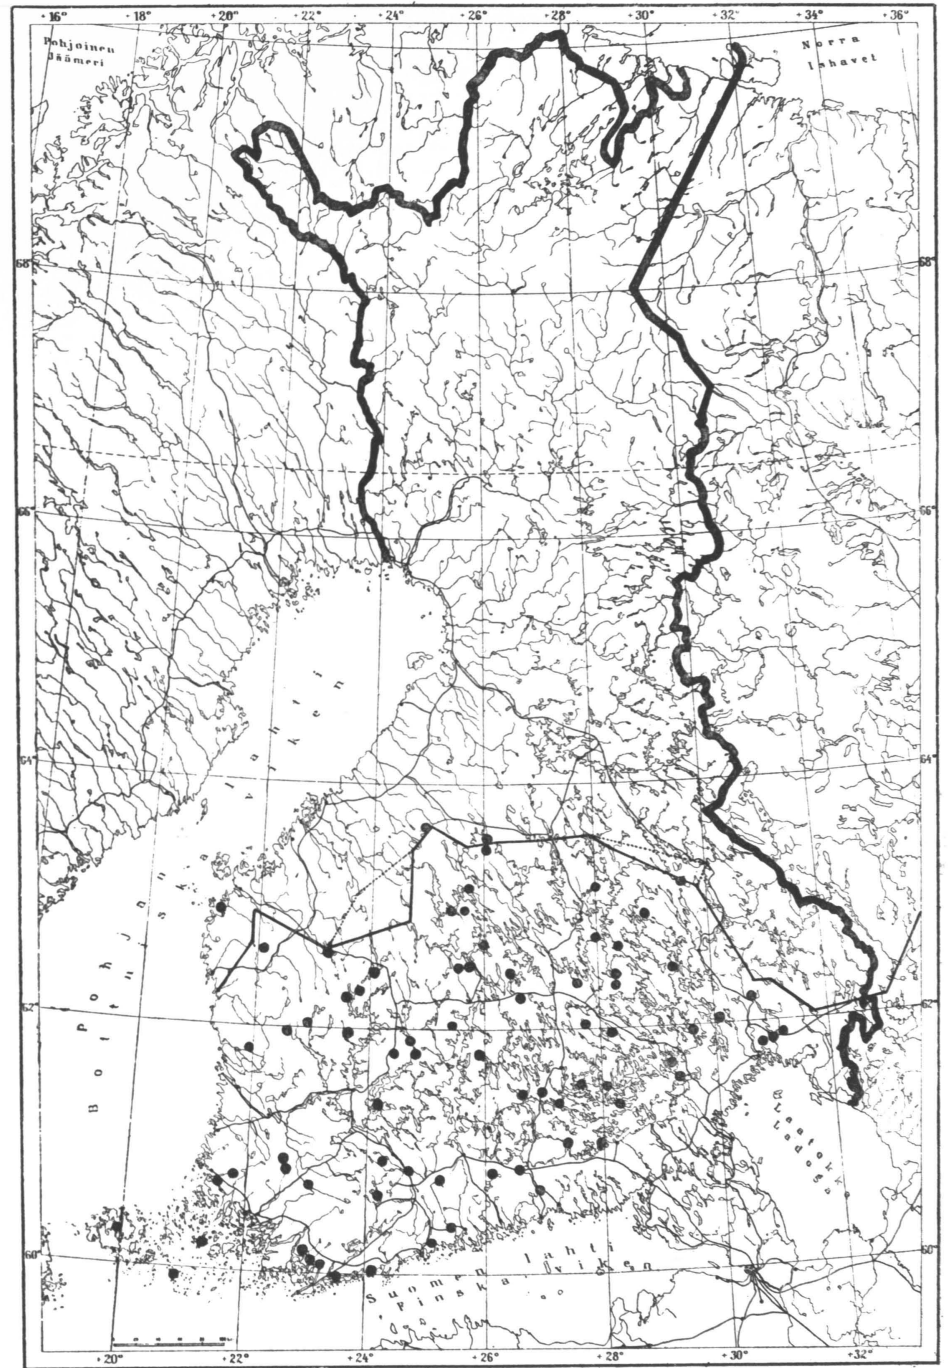 16° 18° +20° +22° +24° +26° +28° 30° 32° 34 36°
Pohjoinen
Jäämeri
Norra
Ishavet
68° 68°
66°
64° 64°
62° 62°
60° 60°
Pohjan
lahti
Bottniska
viken
Laatokka
Ladoga
Suomen lahti
Finska viken
+20° +22° +24° +26° +28° +30° +32°